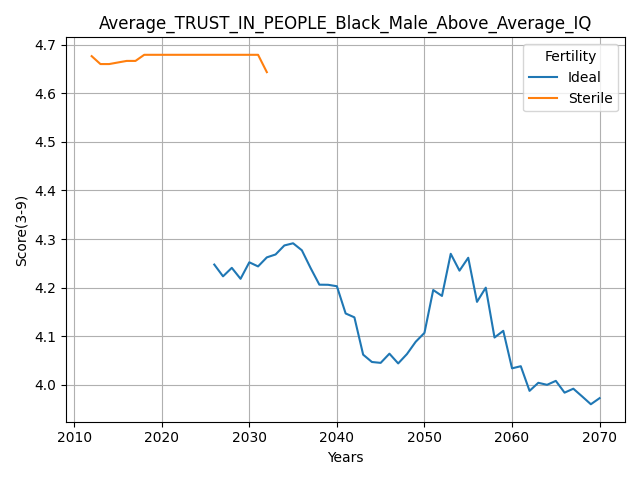 Average_TRUST_IN_PEOPLE_Black_Male_Above_Average_IQ
Fertility
Ideal
Sterile
Score(3-9)
4.7
4.6
4.5
4.4
4.3
4.2
4.1
4.0
2010 2020 2030 2040 2050 2060 2070
Years